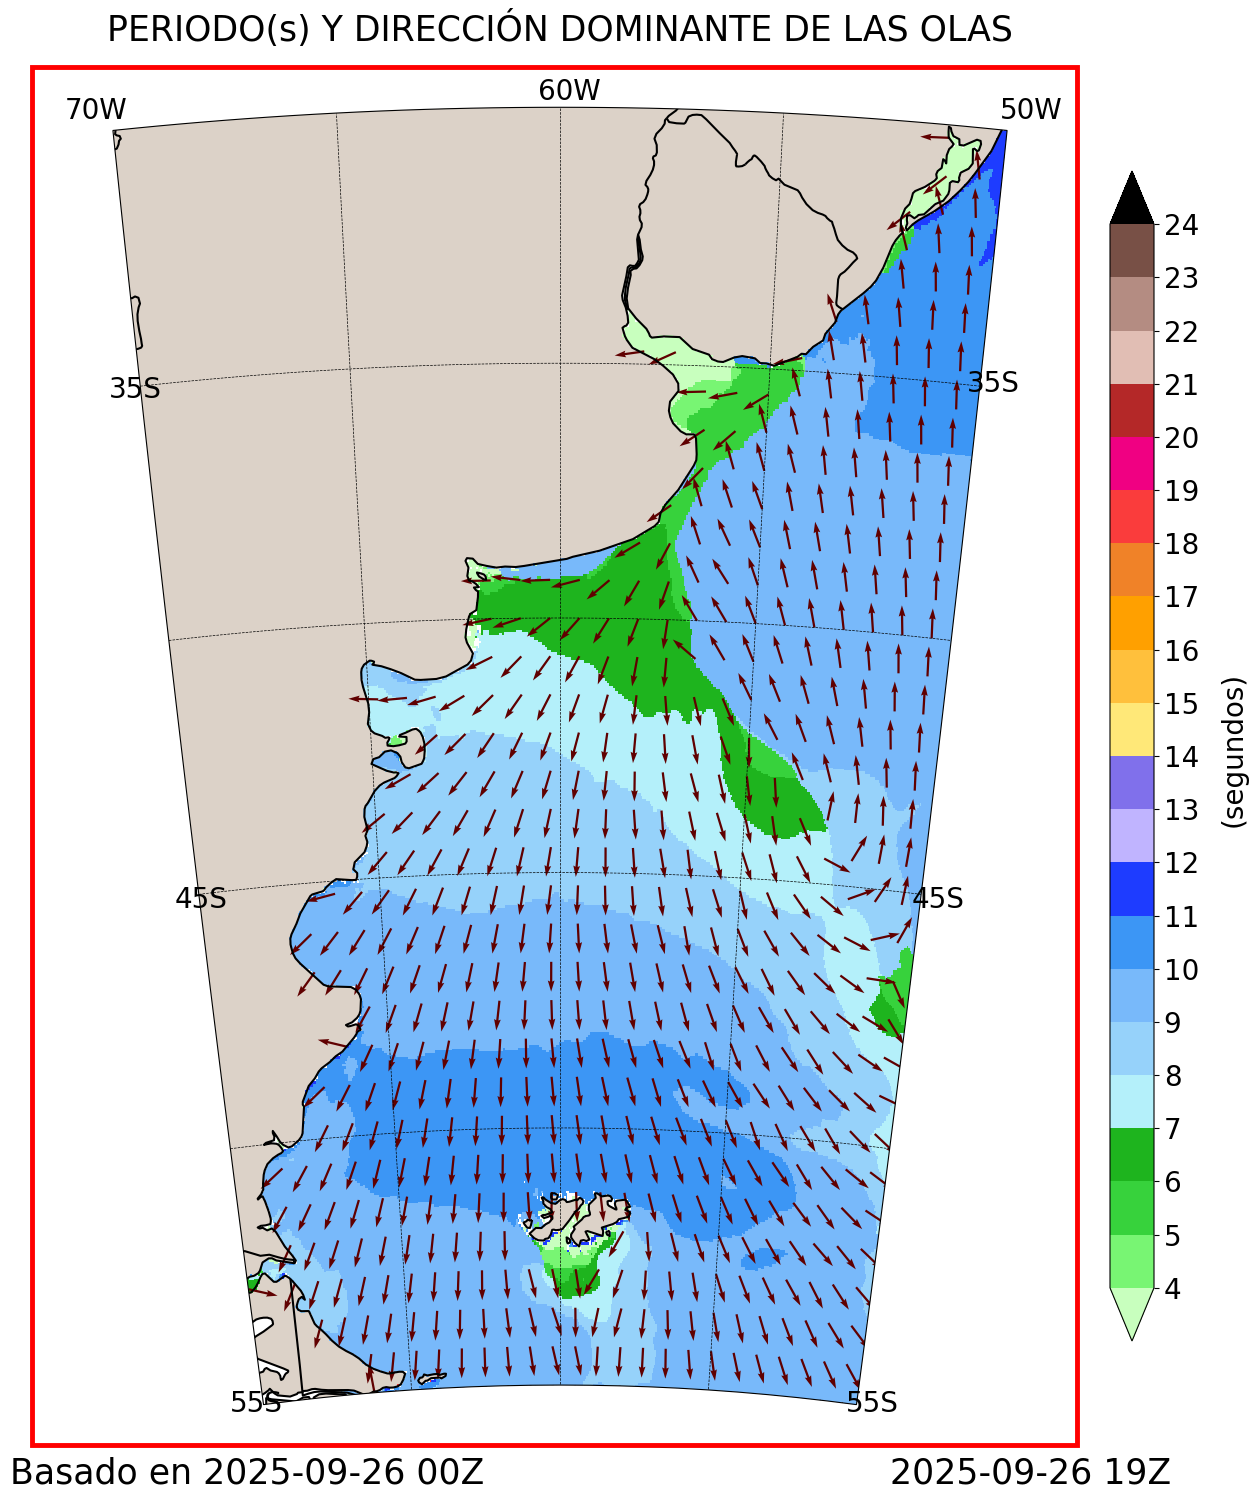 PERIODO(s) Y DIRECCIÓN DOMINANTE DE LAS OLAS
70W
60W
50W
35S
35S
45S
45S
55S
55S
24
23
22
21
20
19
18
17
16
15
14
13
12
11
10
9
8
7
6
5
4
(segundos)
Basado en 2025-09-26 00Z
2025-09-26 19Z